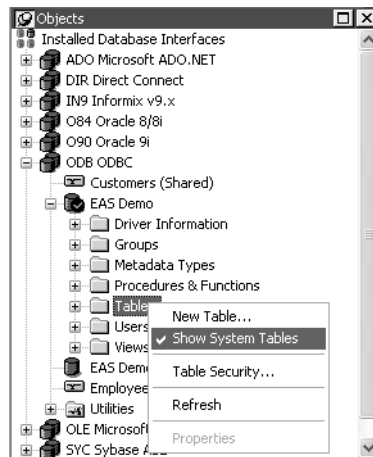 Objects
Installed Database Interfaces
ADO Microsoft ADO.NET
DIR Direct Connect
IN9 Informix v9.x
O84 Oracle 8/8i
O90 Oracle 9i
ODB ODBC
Customers (Shared)
EAS Demo
Driver Information
Groups
Metadata Types
Procedures & Functions
Tables
New Table...
Users
Show System Tables
Views
EAS Dem
Table Security...
Employee
Refresh
Utilities
OLE Microsof
Properties
SYC Sybase A